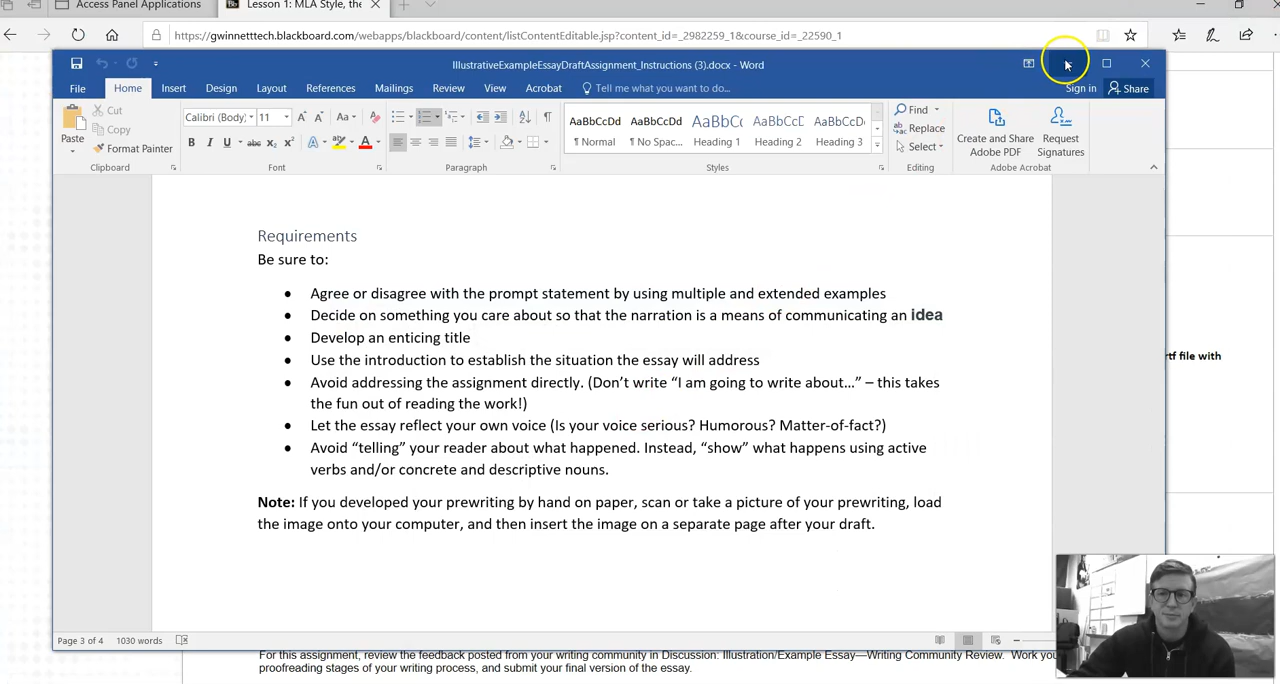 Access Panel Applications
Lesson 1: MLA Style, the
https://gwinnetttech.blackboard.com/webapps/blackboard/content/listContentEditable.jsp?content_id=_2982259_1&course_id=_22590_1
IllustrativeExampleEssayDraftAssignment_Instructions (3).docx - Word
File Home Insert Design Layout References Mailings Review View Acrobat Tell me what you want to do... Sign in Share
Paste
Cut
Copy
Format Painter
Clipboard
Calibri (Body) 11 Aa
B I U abc x₂ x² A A
Font
Paragraph
AaBbCcDd AaBbCcDd AaBbC AaBbCcD AaBbCcD
¶ Normal ¶ No Spac... Heading 1 Heading 2 Heading 3
Styles
Find
Replace
Select
Editing
Create and Share
Adobe PDF
Request
Signatures
Adobe Acrobat
Requirements
Be sure to:
• Agree or disagree with the prompt statement by using multiple and extended examples
• Decide on something you care about so that the narration is a means of communicating an idea
• Develop an enticing title
• Use the introduction to establish the situation the essay will address
• Avoid addressing the assignment directly. (Don’t write “I am going to write about…” – this takes
the fun out of reading the work!)
• Let the essay reflect your own voice (Is your voice serious? Humorous? Matter-of-fact?)
• Avoid “telling” your reader about what happened. Instead, “show” what happens using active
verbs and/or concrete and descriptive nouns.
Note: If you developed your prewriting by hand on paper, scan or take a picture of your prewriting, load
the image onto your computer, and then insert the image on a separate page after your draft.
rtf file with
Page 3 of 4 1030 words
For this assignment, review the feedback posted from your writing community in Discussion: Illustration/Example Essay—Writing Community Review. Work you
proofreading stages of your writing process, and submit your final version of the essay.